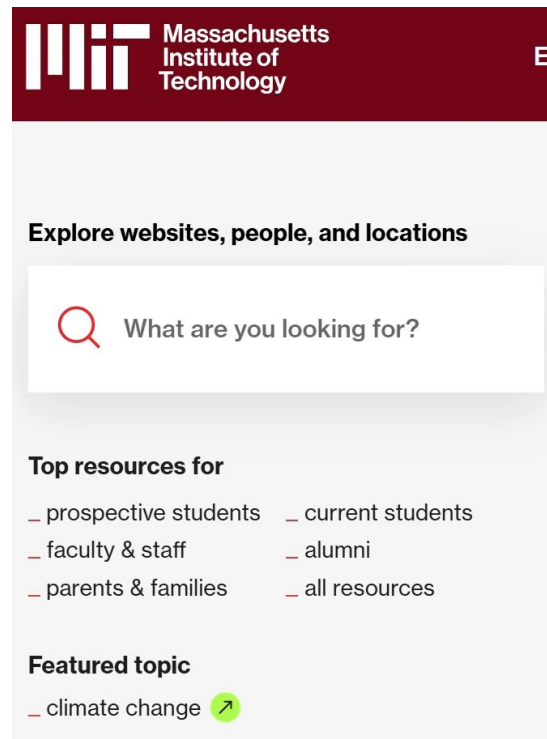 MIT
Massachusetts
Institute of
Technology
E
Explore websites, people, and locations
What are you looking for?
Top resources for
_ prospective students _ current students
_ faculty & staff _ alumni
_ parents & families _ all resources
Featured topic
_ climate change